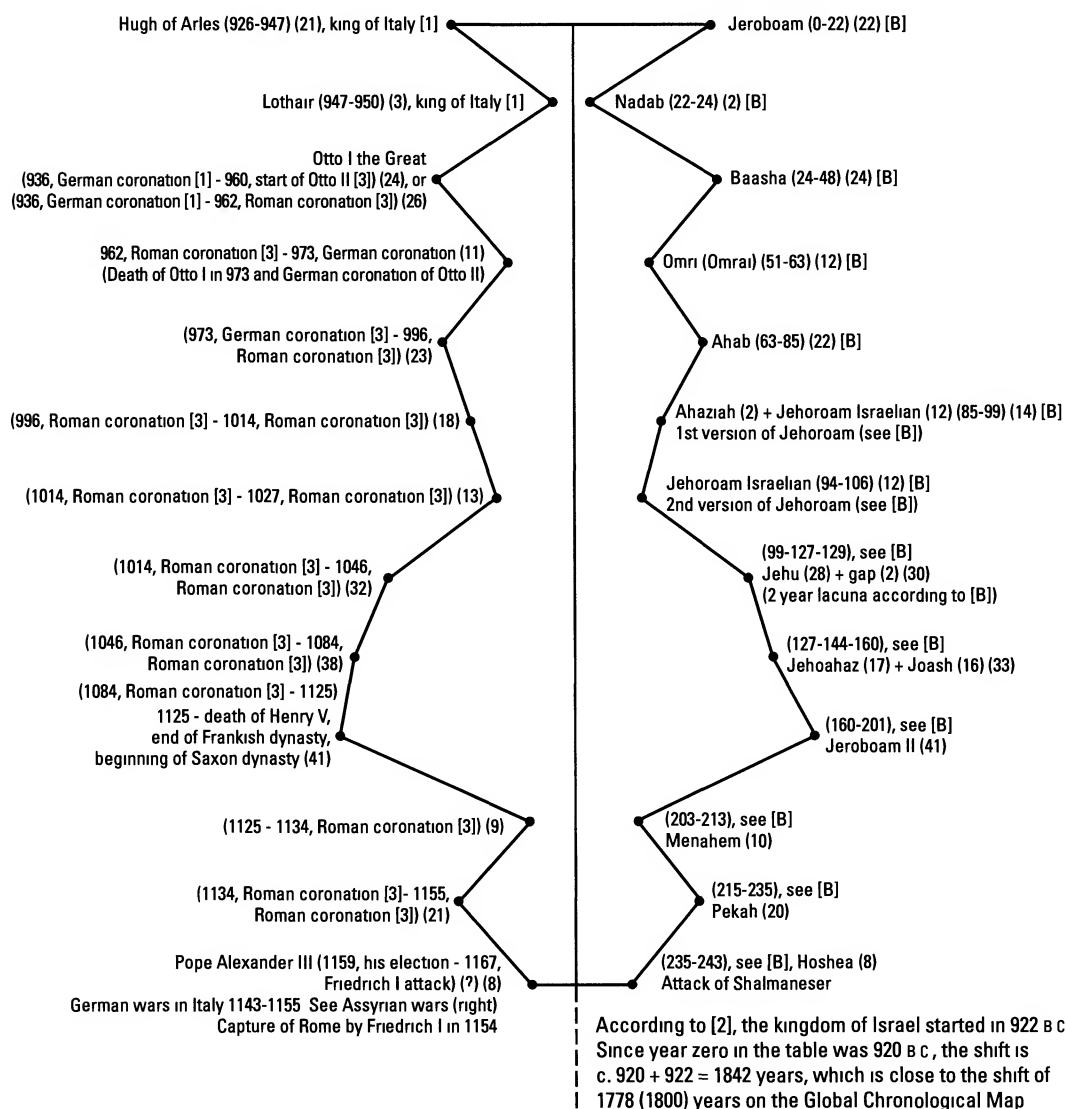 Hugh of Arles (926-947) (21), king of Italy [1]
Jeroboam (0-22) (22) [B]
Lothair (947-950) (3), king of Italy [1]
Nadab (22-24) (2) [B]
Otto I the Great
(936, German coronation [1] - 960, start of Otto II [3]) (24), or
(936, German coronation [1] - 962, Roman coronation [3]) (26)
Baasha (24-48) (24) [B]
962, Roman coronation [3] - 973, German coronation (11)
(Death of Otto I in 973 and German coronation of Otto II)
Omri (Omrai) (51-63) (12) [B]
(973, German coronation [3] - 996,
Roman coronation [3]) (23)
Ahab (63-85) (22) [B]
(996, Roman coronation [3] - 1014, Roman coronation [3]) (18)
Ahaziah (2) + Jehoram Israelian (12) (85-99) (14) [B]
1st version of Jehoroam (see [B])
(1014, Roman coronation [3] - 1027, Roman coronation [3]) (13)
Jehoroam Israelian (94-106) (12) [B]
2nd version of Jehoroam (see [B])
(1014, Roman coronation [3] - 1046,
Roman coronation [3]) (32)
(99-127-129), see [B]
Jehu (28) + gap (2) (30)
(2 year lacuna according to [B])
(1046, Roman coronation [3] - 1084,
Roman coronation [3]) (38)
(127-144-160), see [B]
Jehoahaz (17) + Joash (16) (33)
(1084, Roman coronation [3] - 1125)
1125 - death of Henry V,
end of Frankish dynasty,
beginning of Saxon dynasty (41)
(160-201), see [B]
Jeroboam II (41)
(1125 - 1134, Roman coronation [3]) (9)
(203-213), see [B]
Menahem (10)
(1134, Roman coronation [3]- 1155,
Roman coronation [3]) (21)
(215-235), see [B]
Pekah (20)
Pope Alexander III (1159, his election - 1167,
Friedrich I attack) (?) (8)
German wars in Italy 1143-1155 See Assyrian wars (right)
Capture of Rome by Friedrich I in 1154
(235-243), see [B], Hoshea (8)
Attack of Shalmaneser
According to [2], the kingdom of Israel started in 922 B C
Since year zero in the table was 920 B C, the shift is
c. 920 + 922 = 1842 years, which is close to the shift of
1778 (1800) years on the Global Chronological Map